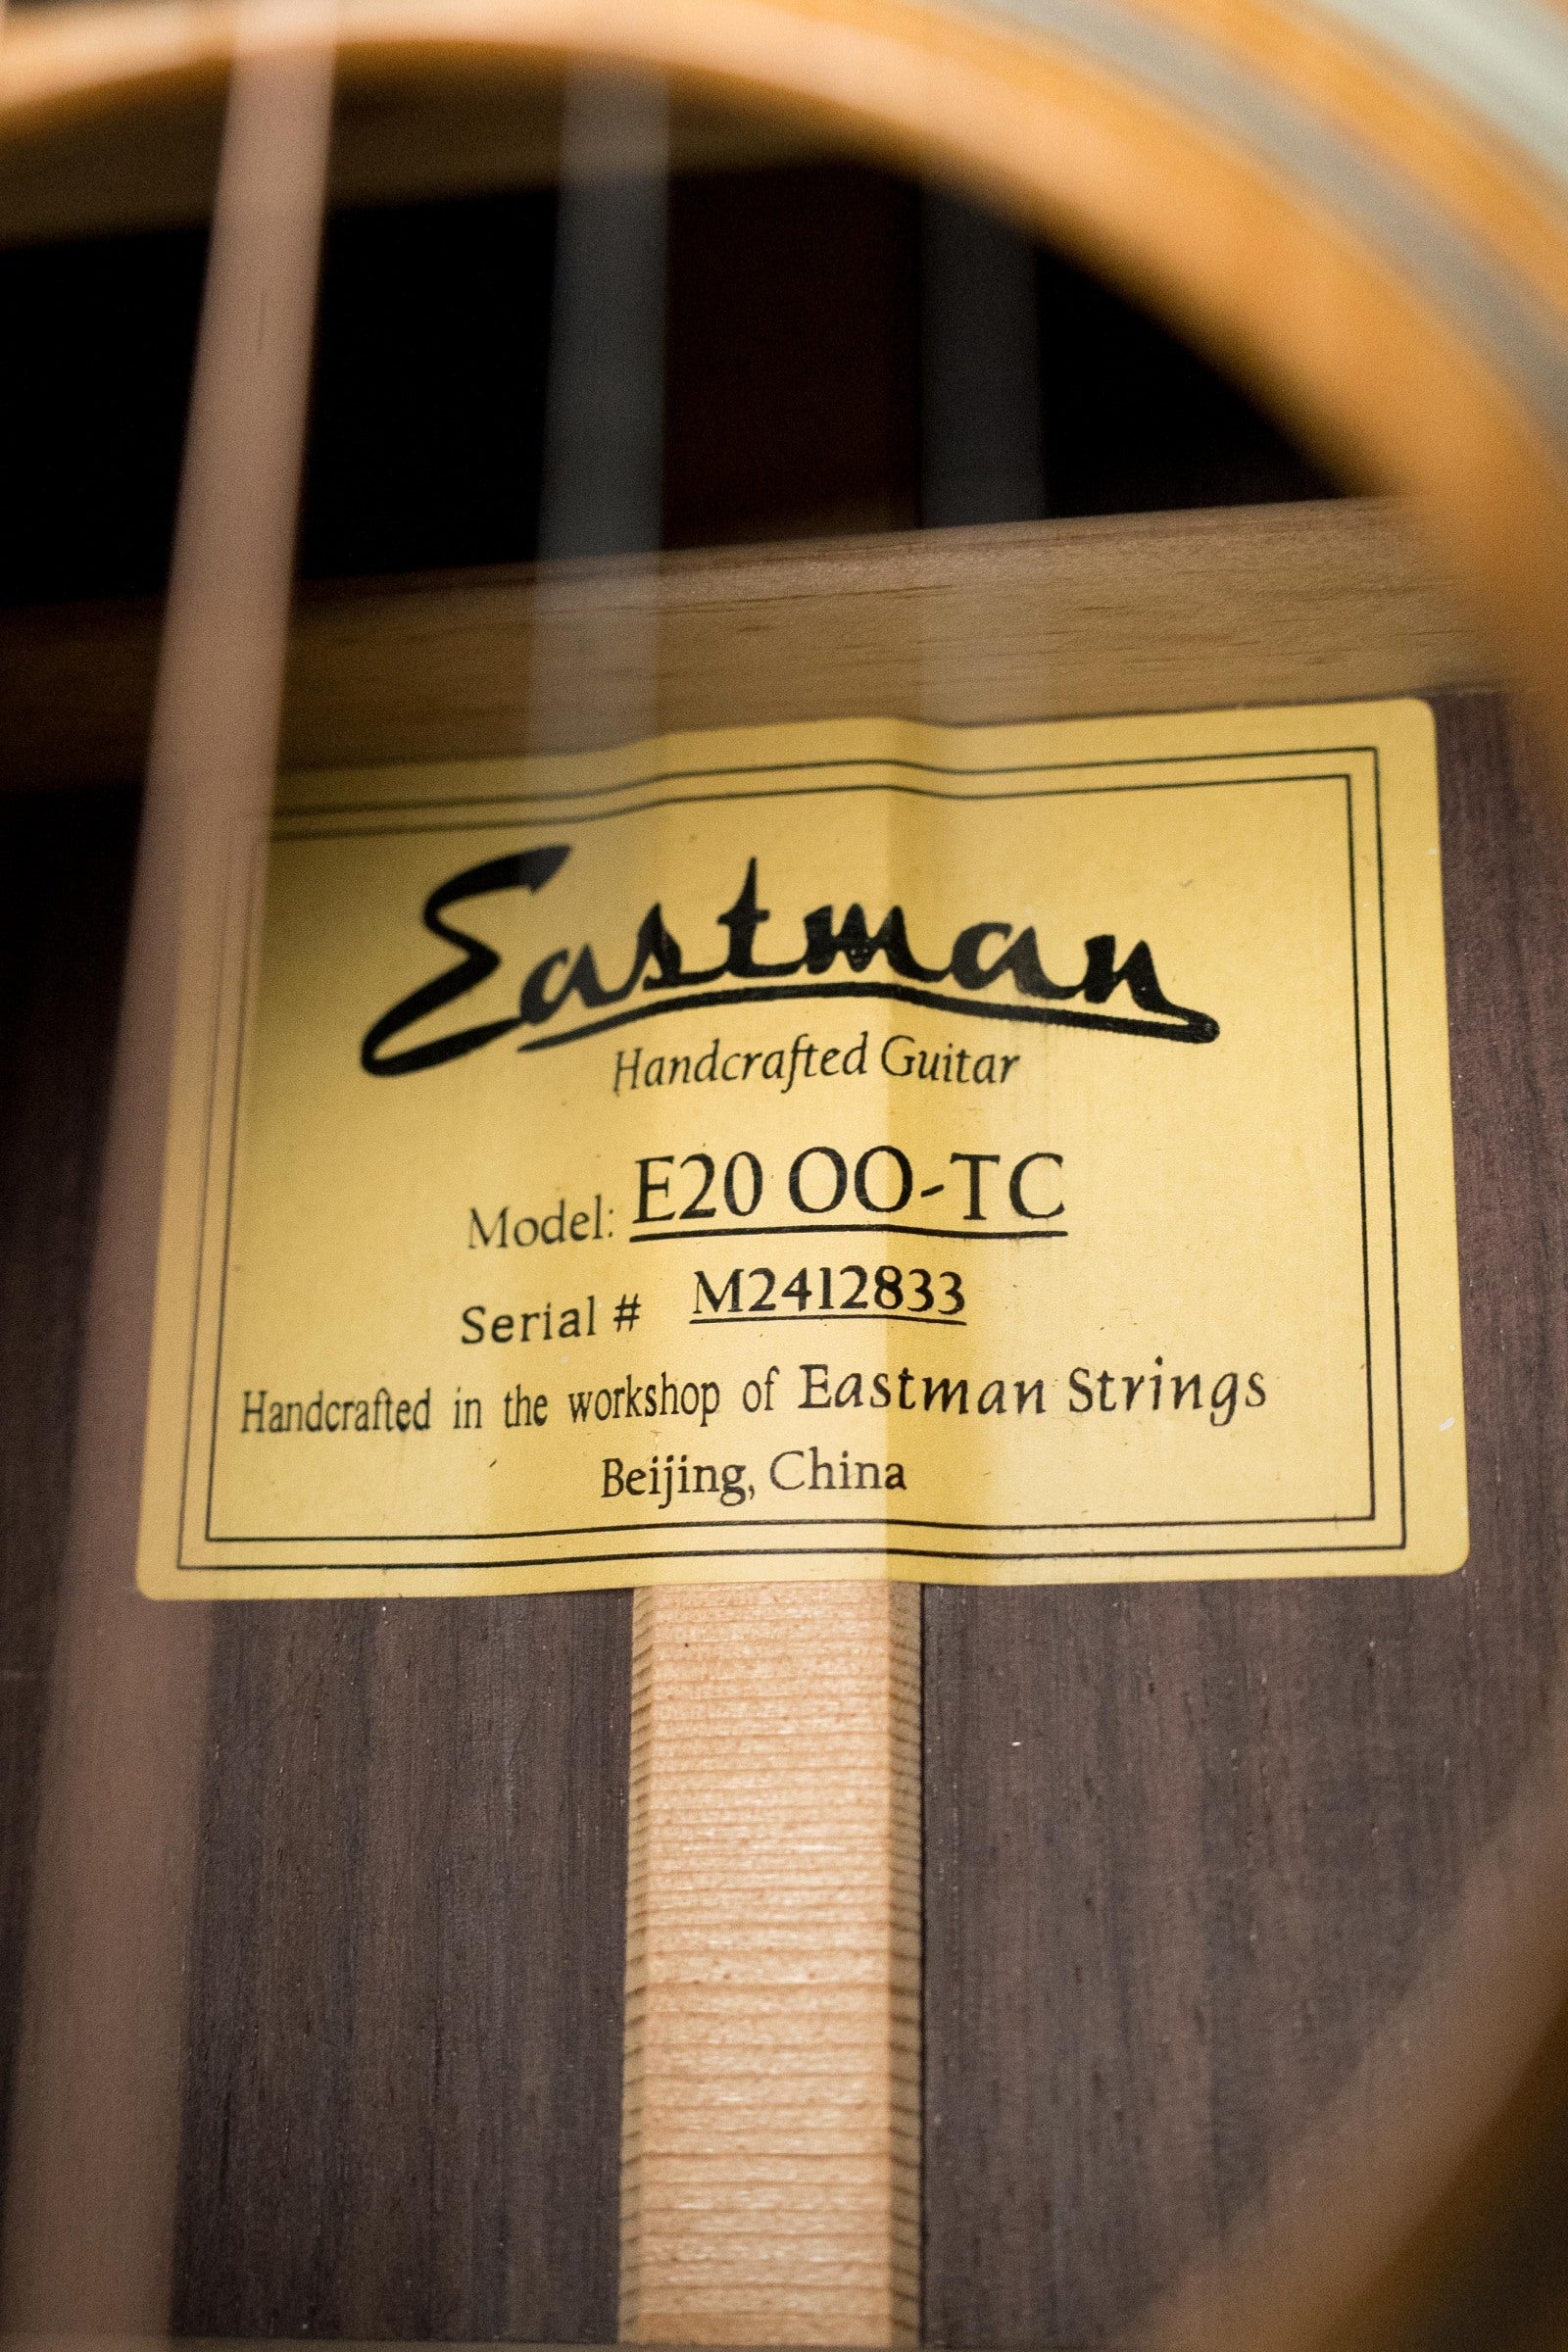 Eastman
Handcrafted Guitar
Model: E20 OO-TC
Serial # M2412833
Handcrafted in the workshop of Eastman Strings
Beijing, China